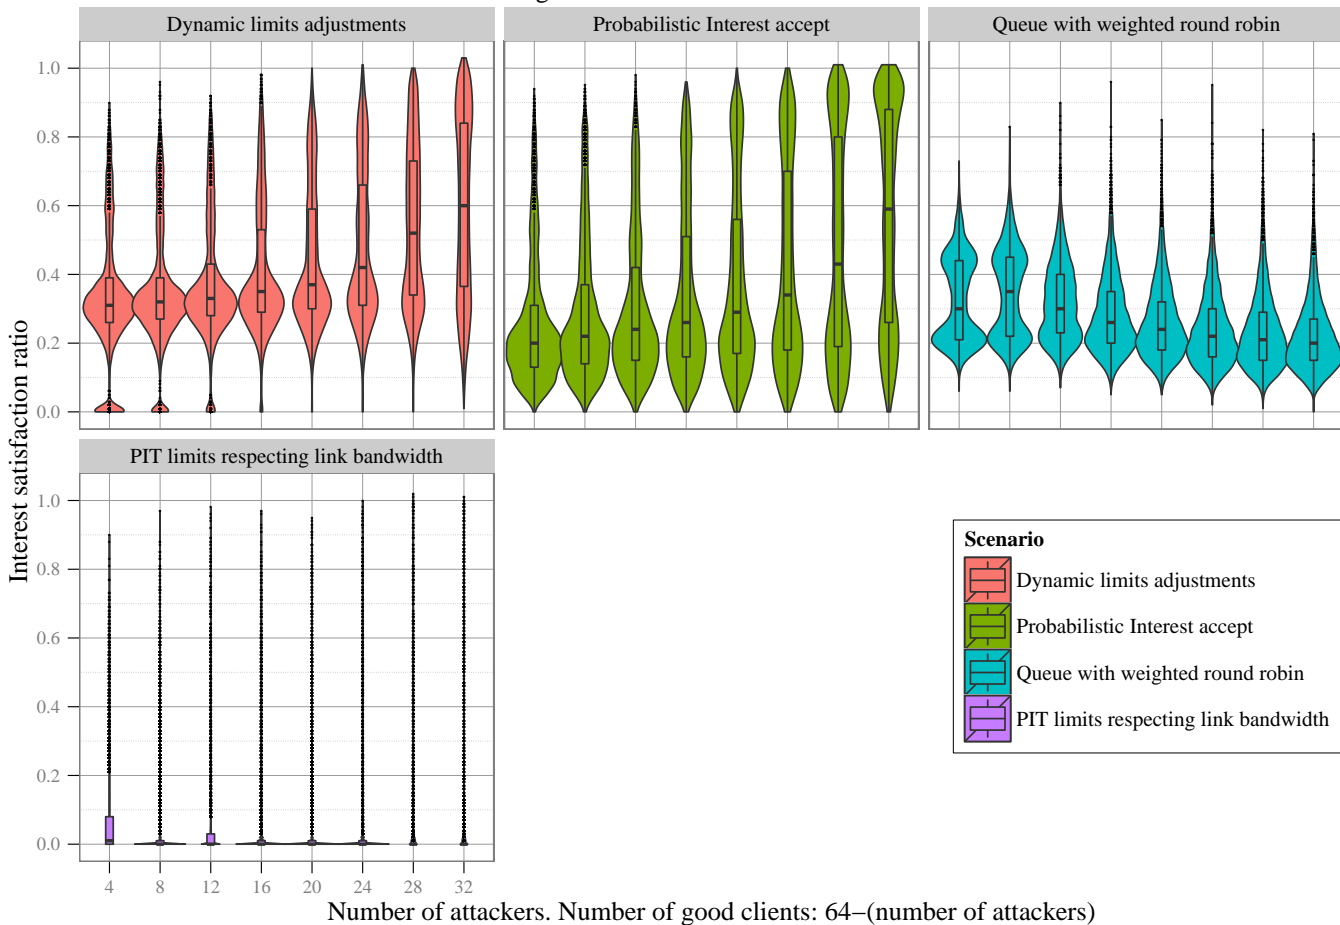 Dynamic limits adjustments
Probabilistic Interest accept
Queue with weighted round robin
1.0
0.8
0.6
0.4
0.2
0.0
PIT limits respecting link bandwidth
1.0
0.8
0.6
0.4
0.2
0.0
Interest satisfaction ratio
4 8 12 16 20 24 28 32
Number of attackers. Number of good clients: 64−(number of attackers)
Scenario
Dynamic limits adjustments
Probabilistic Interest accept
Queue with weighted round robin
PIT limits respecting link bandwidth